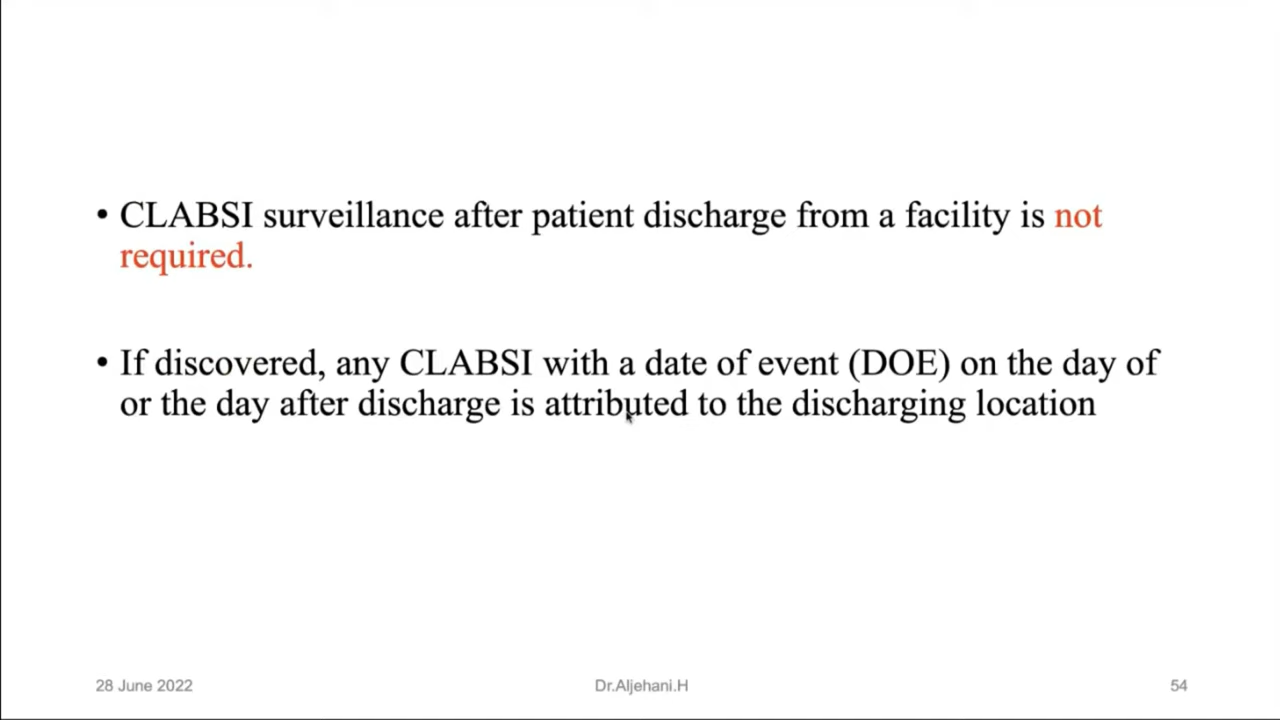 • CLABSI surveillance after patient discharge from a facility is not
required.
• If discovered, any CLABSI with a date of event (DOE) on the day of
or the day after discharge is attributed to the discharging location
28 June 2022
Dr.Aljehani.H
54